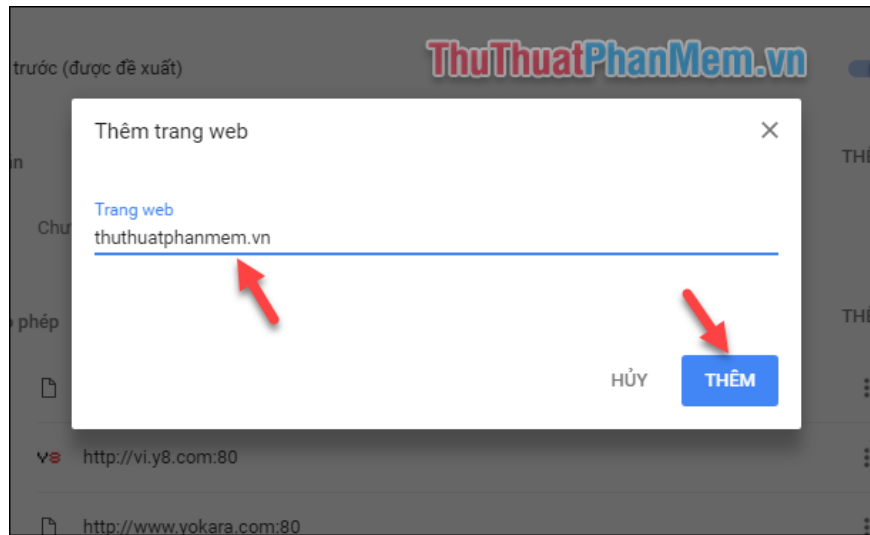 trước (được đề xuất)
ThuThuatPhanMem.vn
Thêm trang web
Trang web
thuthuatphanmem.vn
phép
HỦY
THÊM
http://vi.y8.com:80
http://www.yokara.com:80